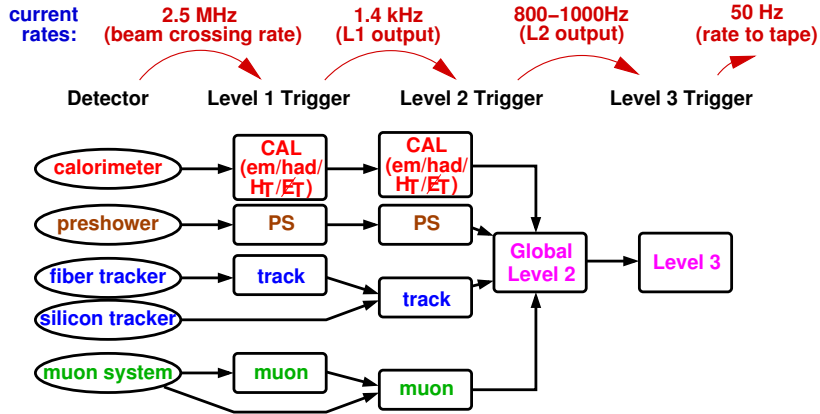 current rates:
2.5 MHz
(beam crossing rate)
1.4 kHz
(L1 output)
800−1000Hz
(L2 output)
50 Hz
(rate to tape)
Detector
Level 1 Trigger
Level 2 Trigger
Level 3 Trigger
calorimeter
CAL
(em/had/
HT/E̸T)
CAL
(em/had/
HT/E̸T)
preshower
PS
PS
Global
Level 2
Level 3
fiber tracker
track
track
silicon tracker
muon system
muon
muon